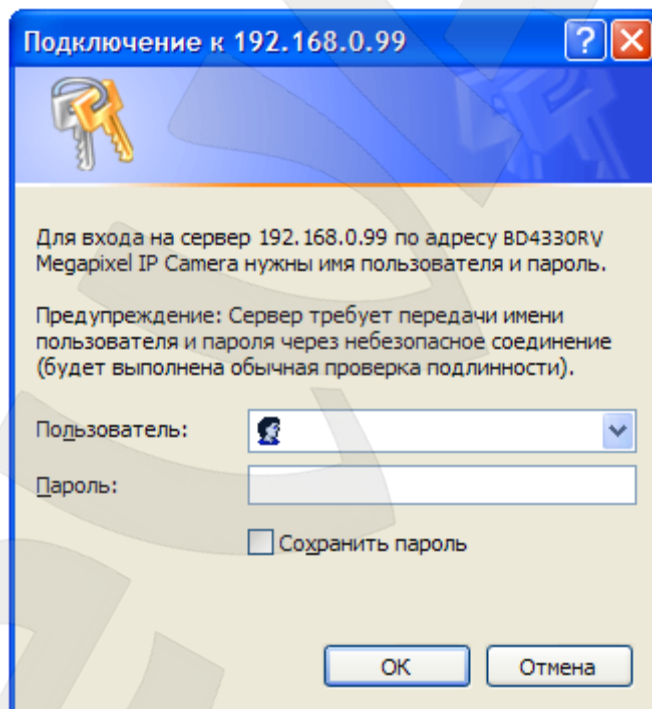 Подключение к 192.168.0.99
Для входа на сервер 192.168.0.99 по адресу BD4330RV
Megapixel IP Camera нужны имя пользователя и пароль.
Предупреждение: Сервер требует передачи имени
пользователя и пароля через небезопасное соединение
(будет выполнена обычная проверка подлинности).
Пользователь:
Пароль:
Сохранить пароль
ОК
Отмена